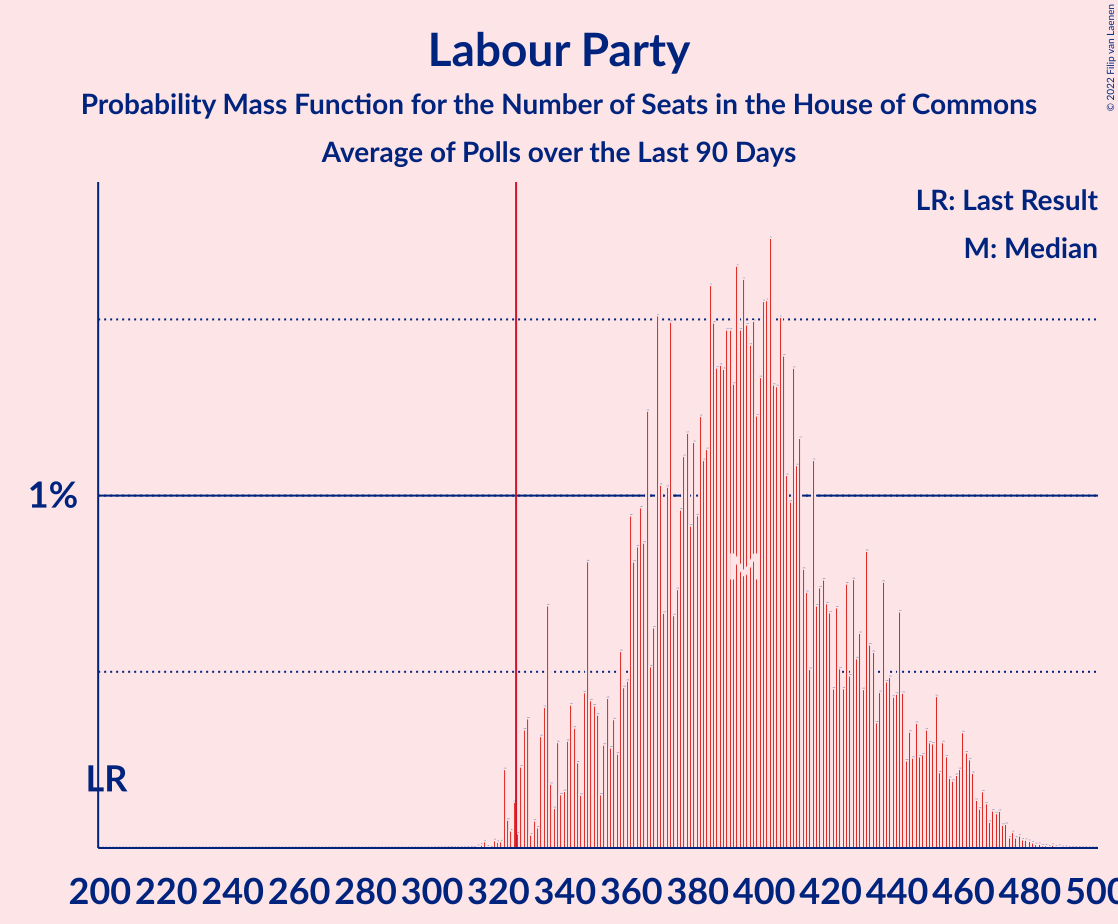 Labour Party
Probability Mass Function for the Number of Seats in the House of Commons
Average of Polls over the Last 90 Days
© 2022 Filip van Laenen
LR: Last Result
M: Median
1%
M
LR
200 220 240 260 280 300 320 340 360 380 400 420 440 460 480 500